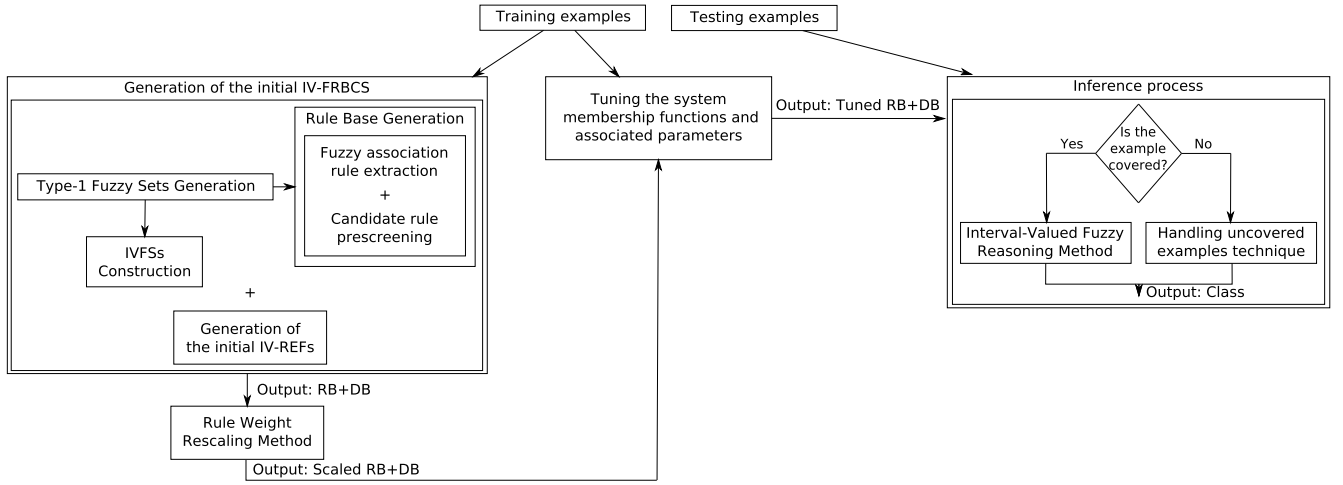 Training examples
Testing examples
Generation of the initial IV-FRBCS
Rule Base Generation
Fuzzy association
rule extraction
+
Candidate rule
prescreening
Type-1 Fuzzy Sets Generation
IVFSs
Construction
+
Generation of
the initial IV-REFs
Output: RB+DB
Rule Weight
Rescaling Method
Output: Scaled RB+DB
Tuning the system
membership functions and
associated parameters
Output: Tuned RB+DB
Inference process
Is the
example
covered?
Yes
No
Interval-Valued Fuzzy
Reasoning Method
Handling uncovered
examples technique
Output: Class